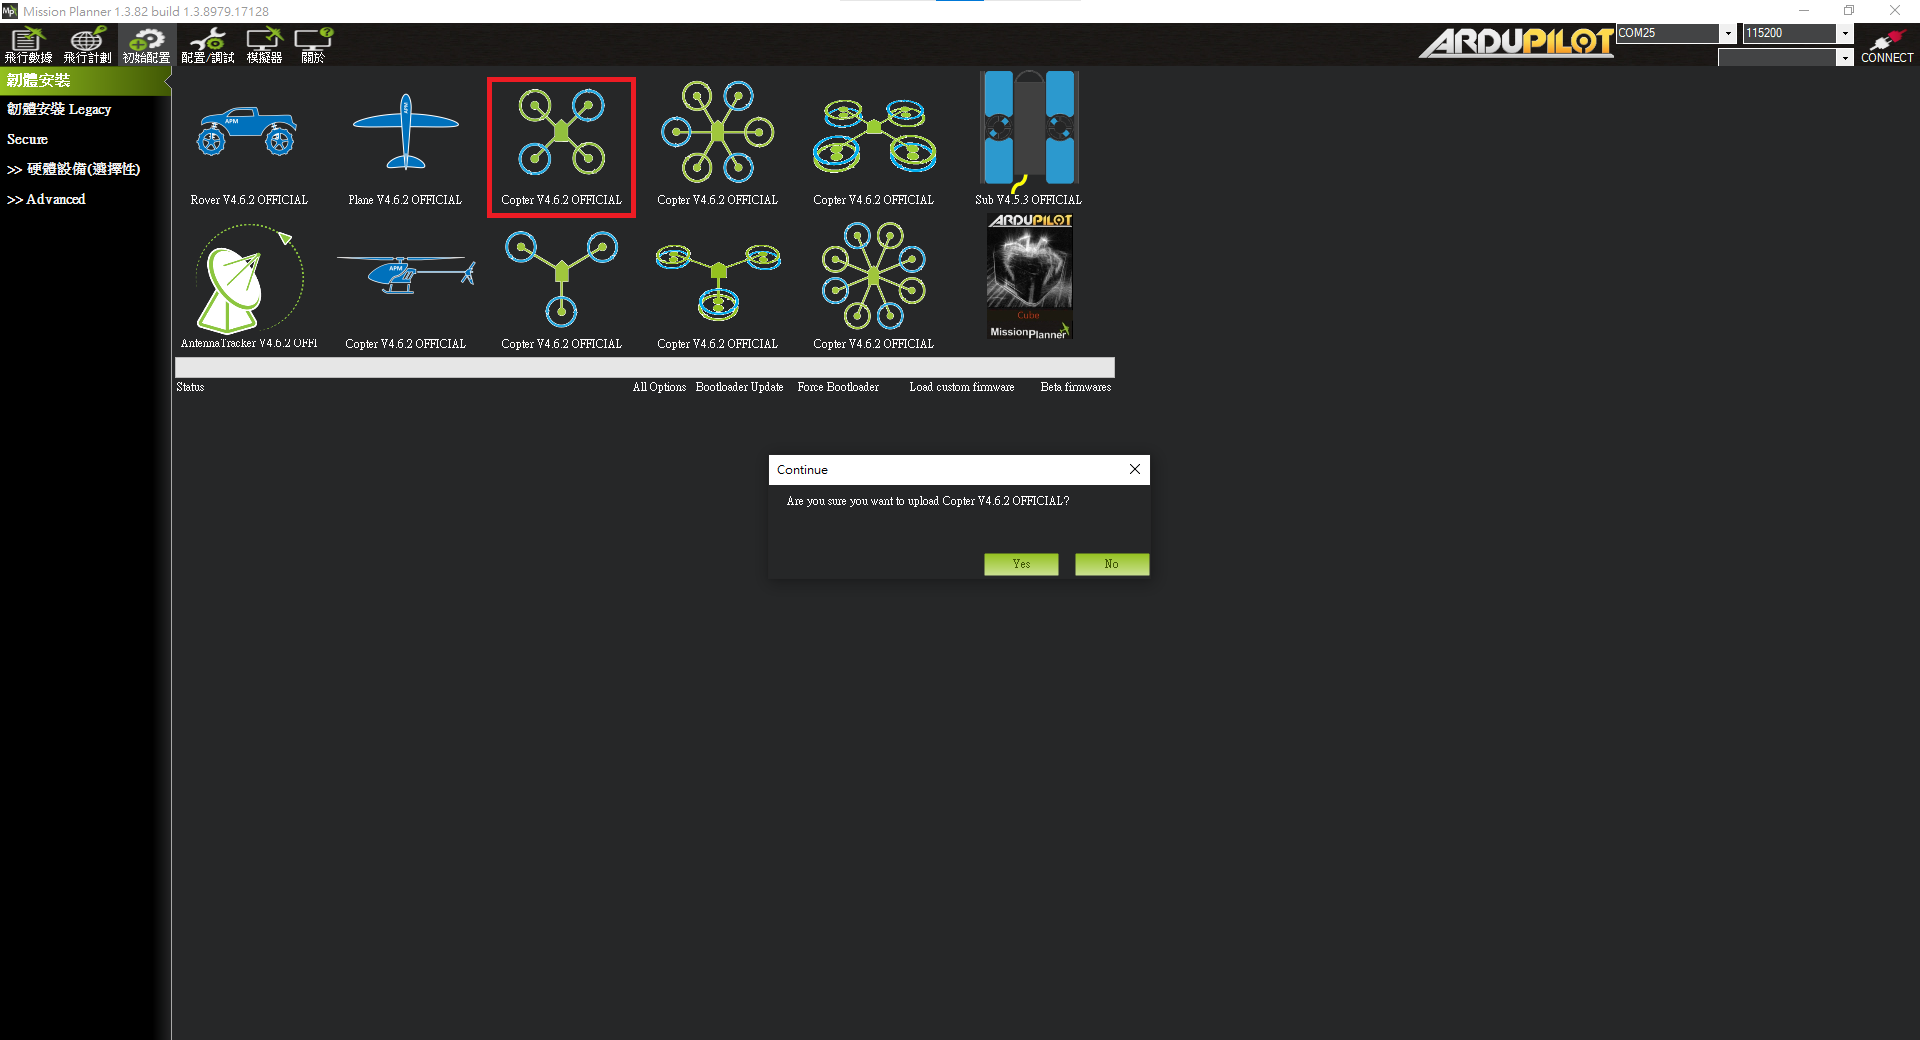 Mission Planner 1.3.82 build 1.3.8979.17128
飛行數據 飛行計劃 初始配置 配置/調試 模擬器 關於
ARDUPILOT
COM25 115200
CONNECT
韌體安裝
韌體安裝 Legacy
Secure
>> 硬體設備(選擇性)
>> Advanced
APM
Rover V4.6.2 OFFICIAL Plane V4.6.2 OFFICIAL Copter V4.6.2 OFFICIAL Copter V4.6.2 OFFICIAL Copter V4.6.2 OFFICIAL Sub V4.5.3 OFFICIAL
ARDUPILOT
APM
Cube
MissionPlanner
AntennaTracker V4.6.2 OFFI Copter V4.6.2 OFFICIAL Copter V4.6.2 OFFICIAL Copter V4.6.2 OFFICIAL Copter V4.6.2 OFFICIAL
Status All Options Bootloader Update Force Bootloader Load custom firmware Beta firmwares
Continue
Are you sure you want to upload Copter V4.6.2 OFFICIAL?
Yes No